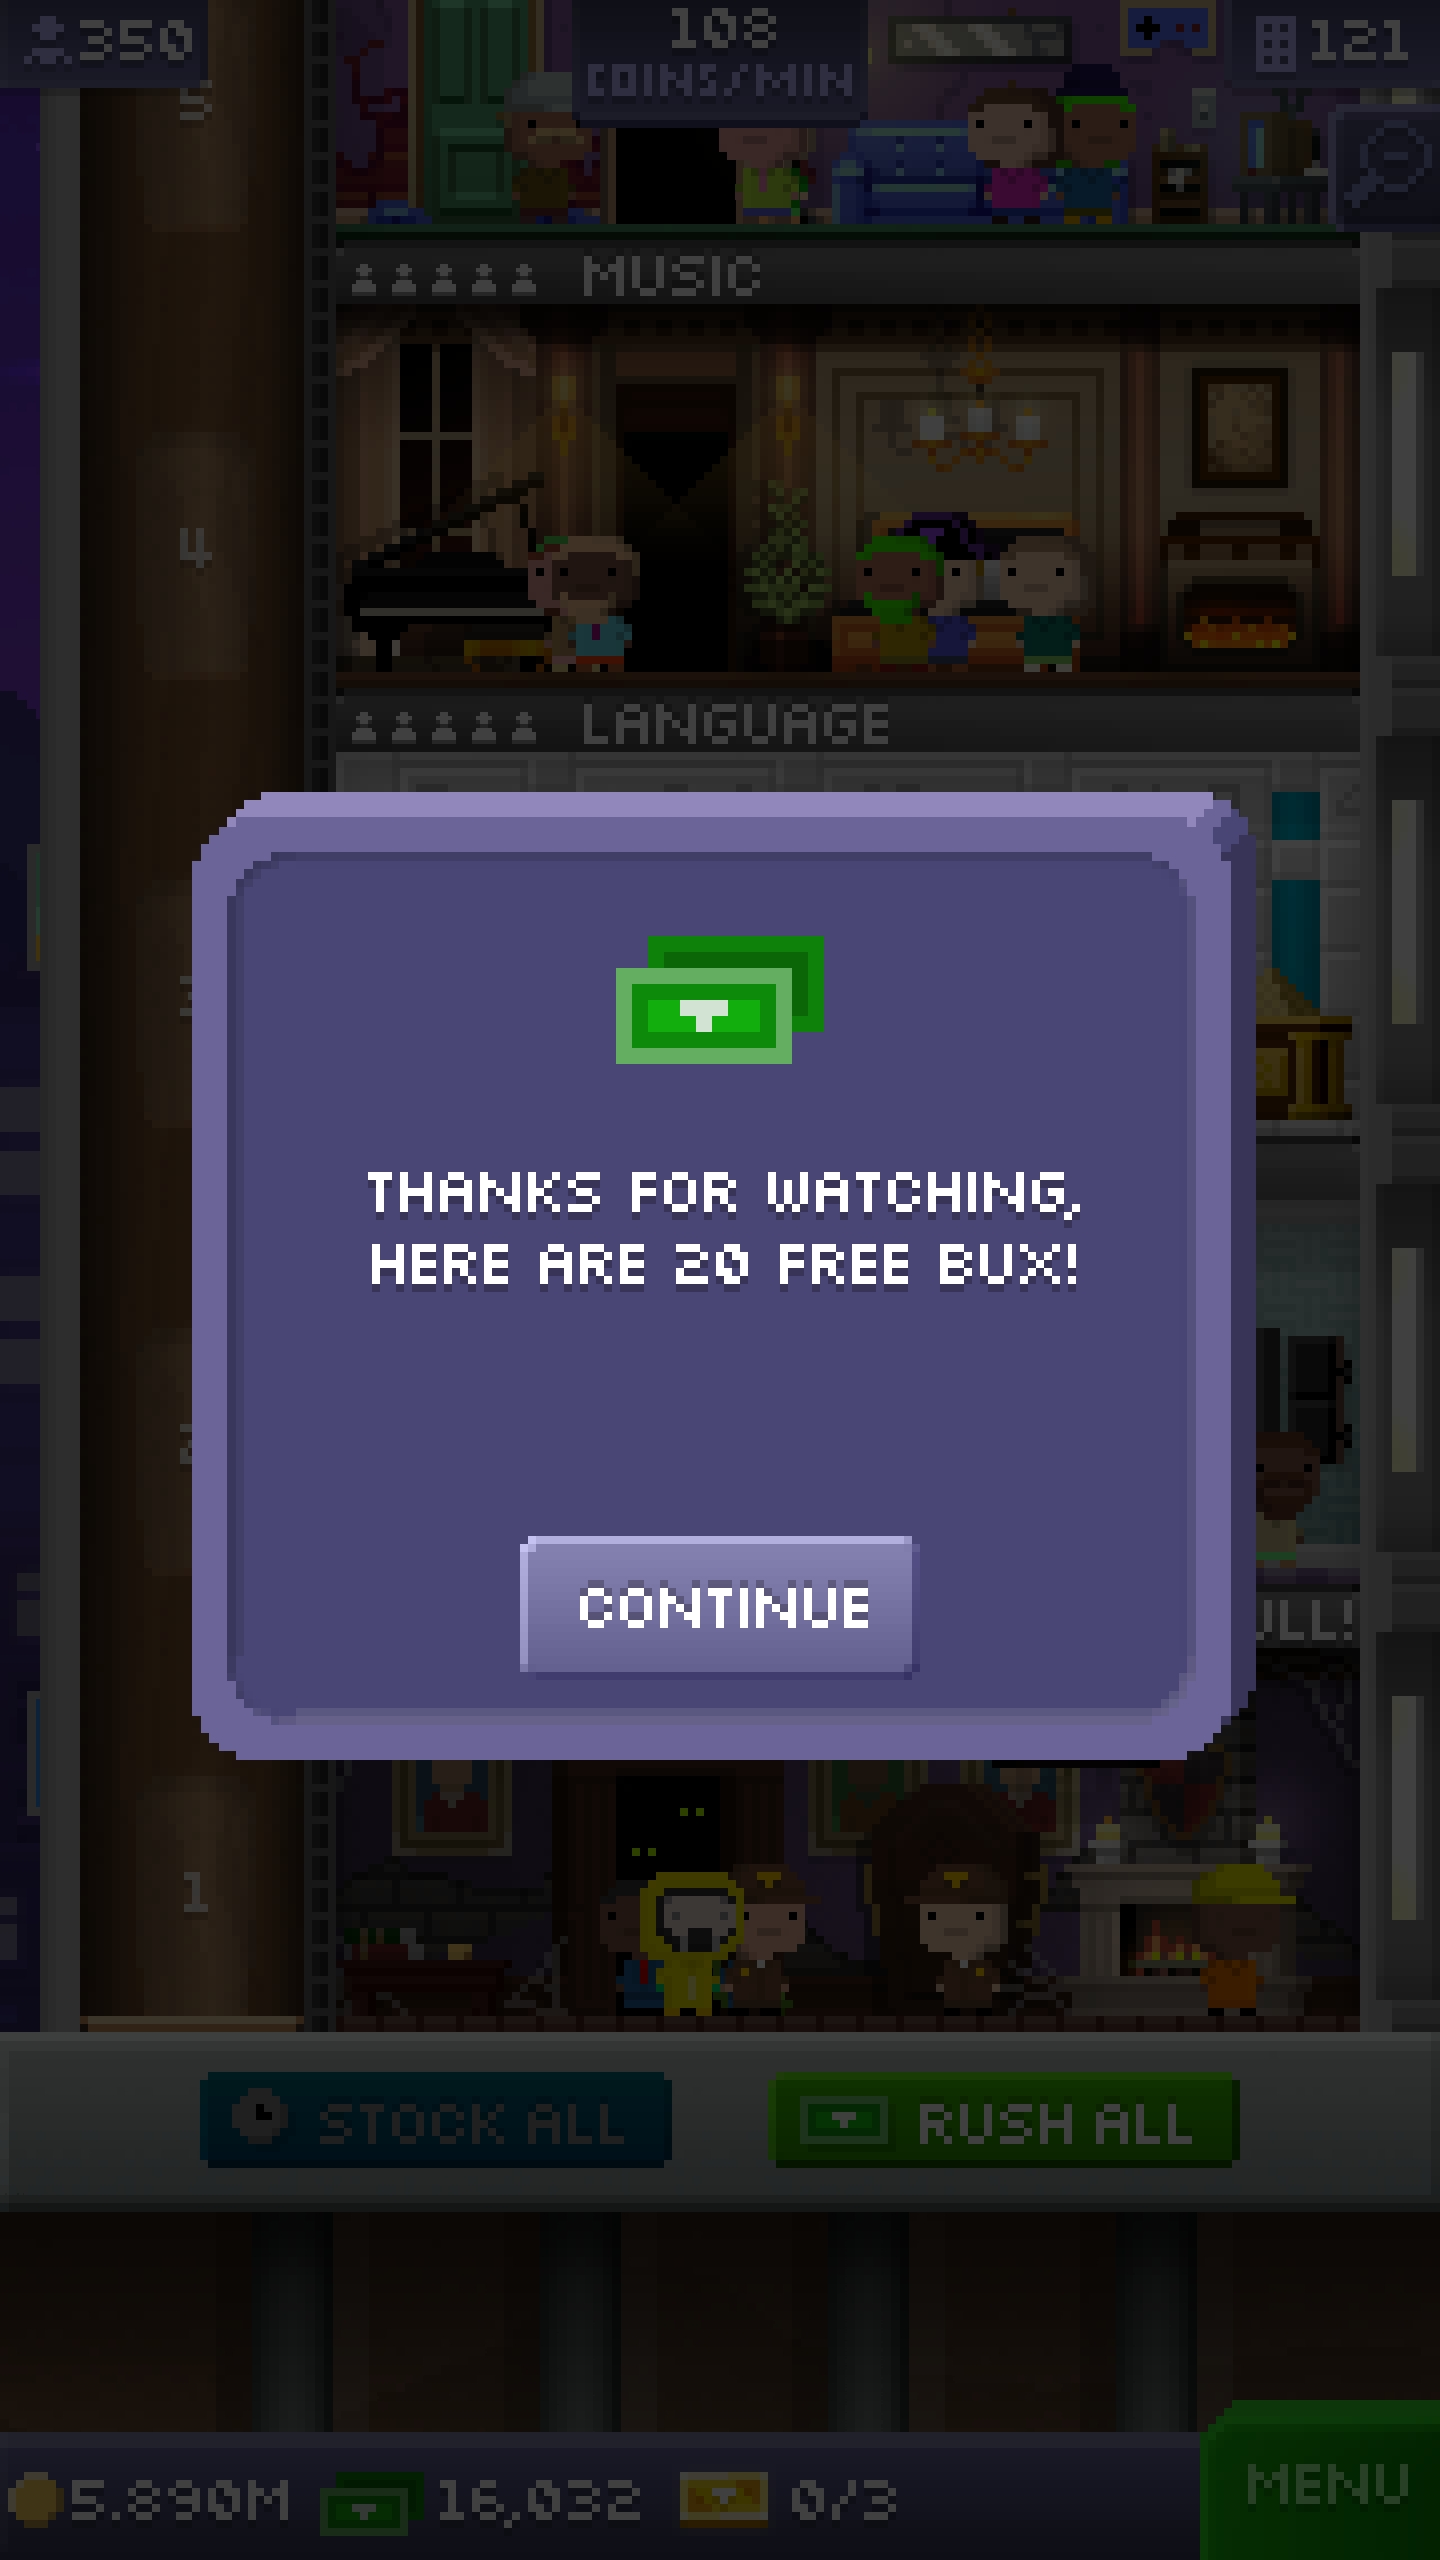 350
108
COINS/MIN
121
5
MUSIC
4
LANGUAGE
THANKS FOR WATCHING,
HERE ARE 20 FREE BUX!
CONTINUE
1
STOCK ALL
RUSH ALL
5.890M
16,032
0/3
MENU